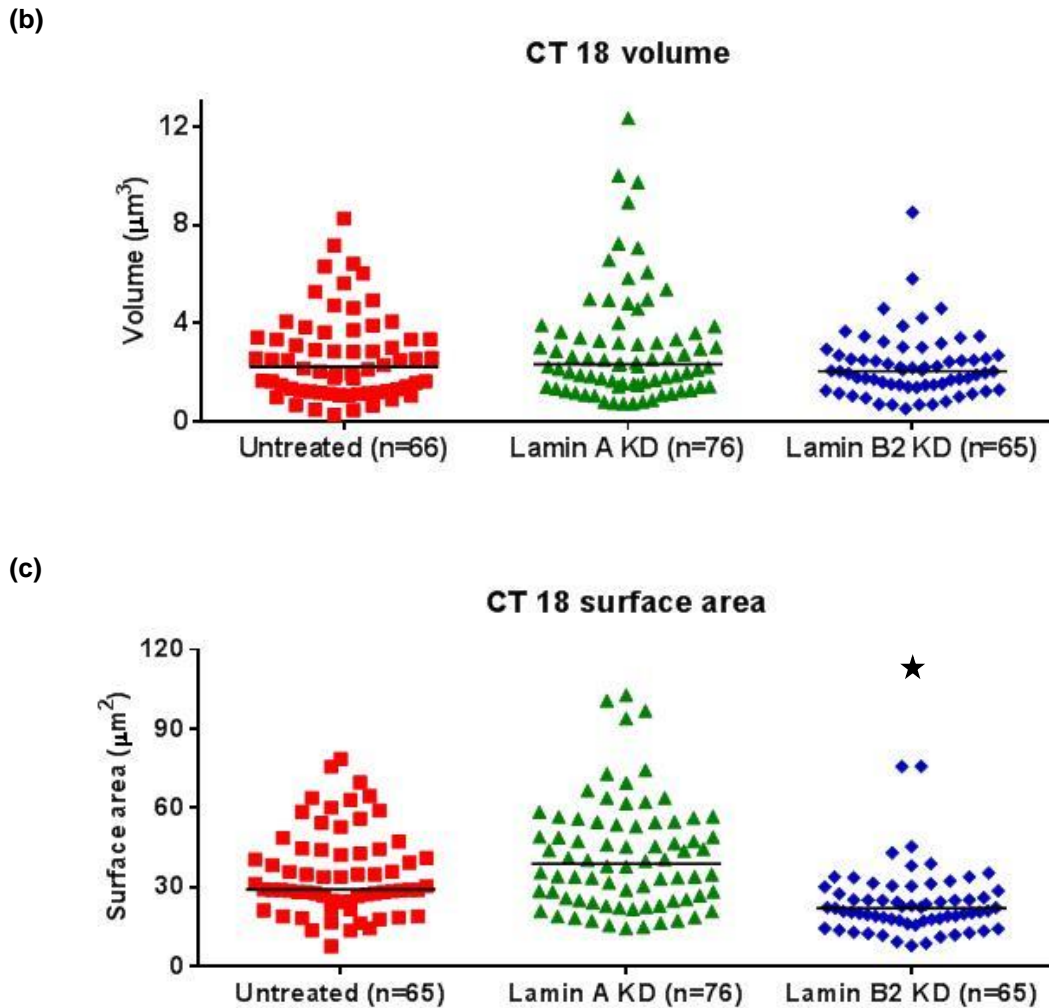 (b)
CT 18 volume
Volume (μm³)
12
8
4
0
Untreated (n=66) Lamin A KD (n=76) Lamin B2 KD (n=65)
(c)
CT 18 surface area
Surface area (μm²)
120
90
60
30
0
Untreated (n=65) Lamin A KD (n=76) Lamin B2 KD (n=65)